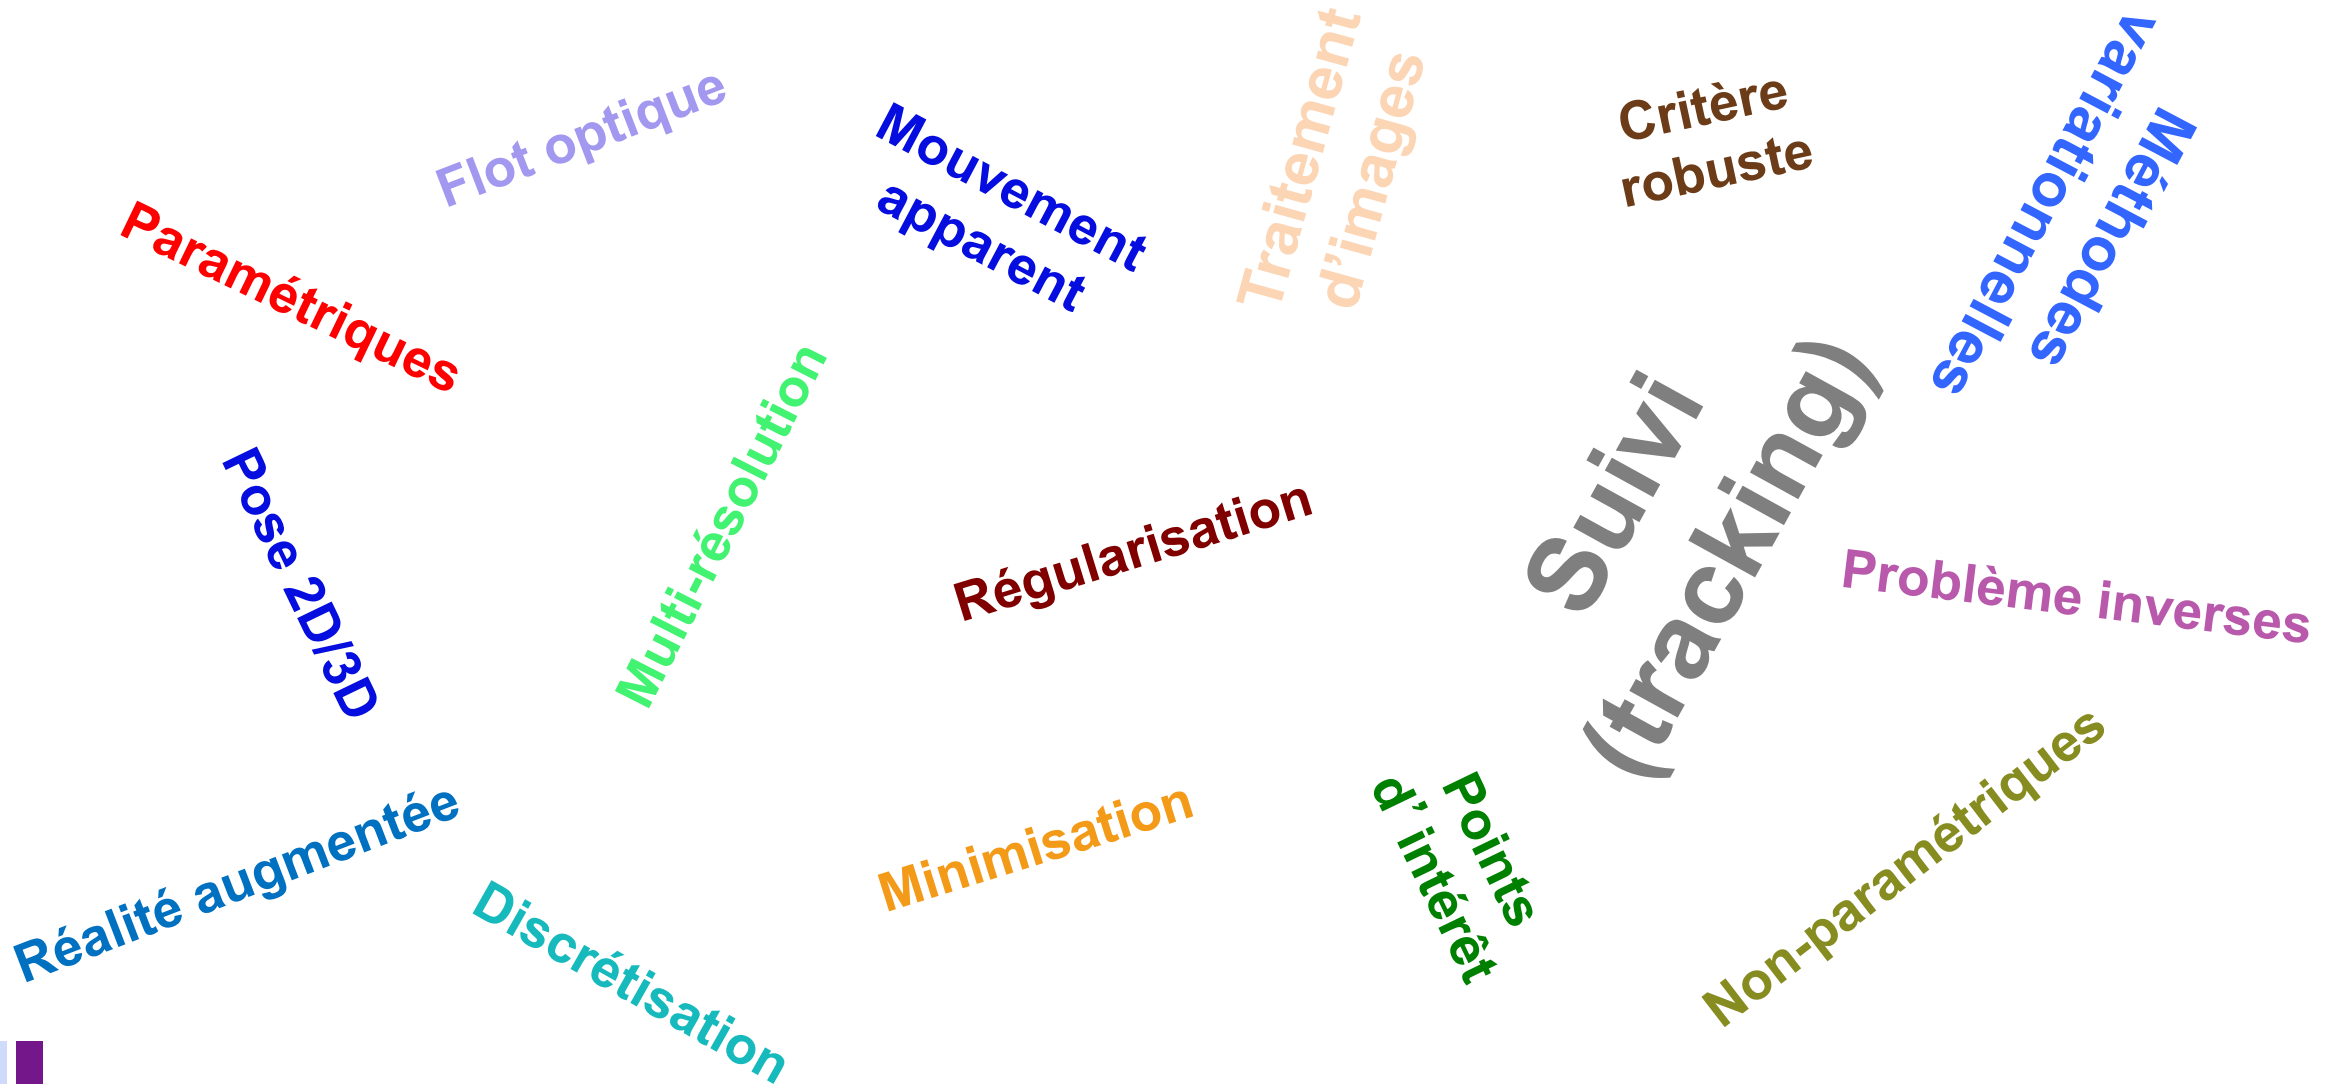 Flot optique
Mouvement
apparent
Traitement
d'images
Critère
robuste
Méthodes
variationnelles
Paramétriques
Pose 2D//3D
Multi-résolution
Régularisation
Suivi
(tracking)
Problème inverses
Réalité augmentée
Discrétisation
Minimisation
Points
d’ intérêt
Non-paramétriques